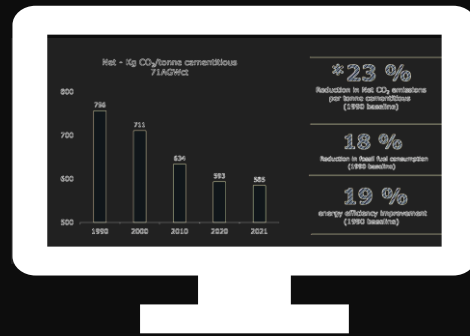 Net - Kg CO₂/tonne cementitious
71AGWct
800
700
600
500
756
711
634
593
585
1990
2000
2010
2020
2021
*23 %
Reduction in Net CO₂ emissions
per tonne cementitious
(1990 baseline)
18 %
Reduction in fossil fuel consumption
(1990 baseline)
19 %
energy efficiency improvement
(1990 baseline)